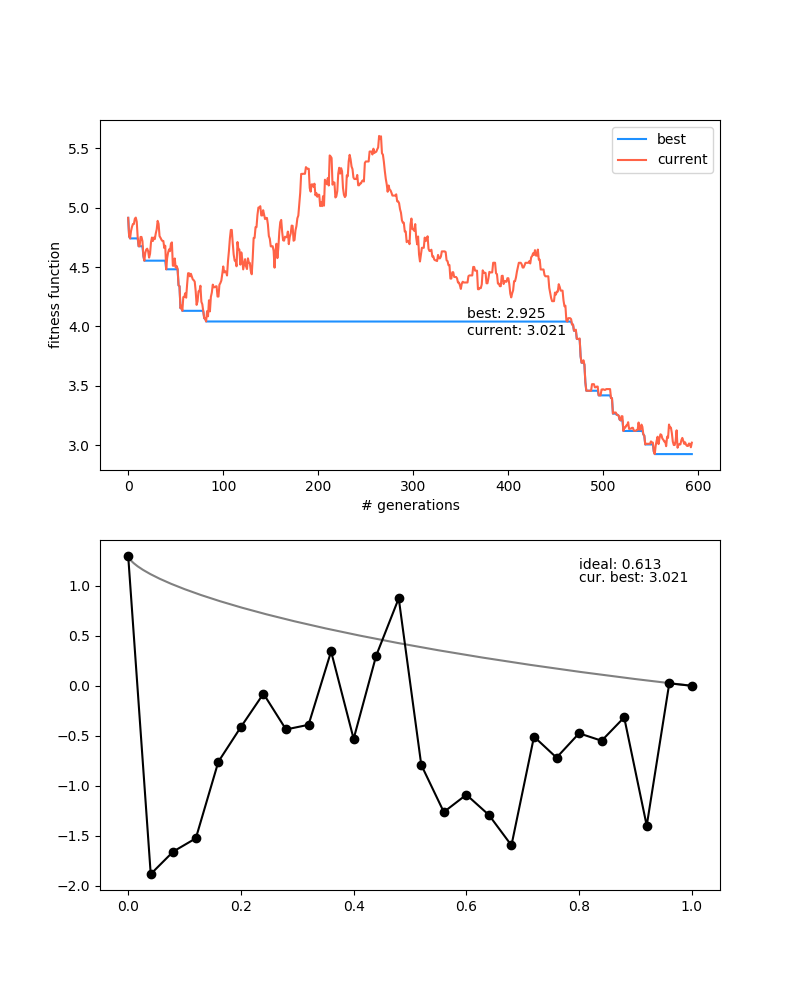 best
current
5.5
5.0
4.5
4.0
3.5
3.0
fitness function
best: 2.925
current: 3.021
0 100 200 300 400 500 600
# generations
ideal: 0.613
cur. best: 3.021
1.0
0.5
0.0
−0.5
−1.0
−1.5
−2.0
0.0 0.2 0.4 0.6 0.8 1.0